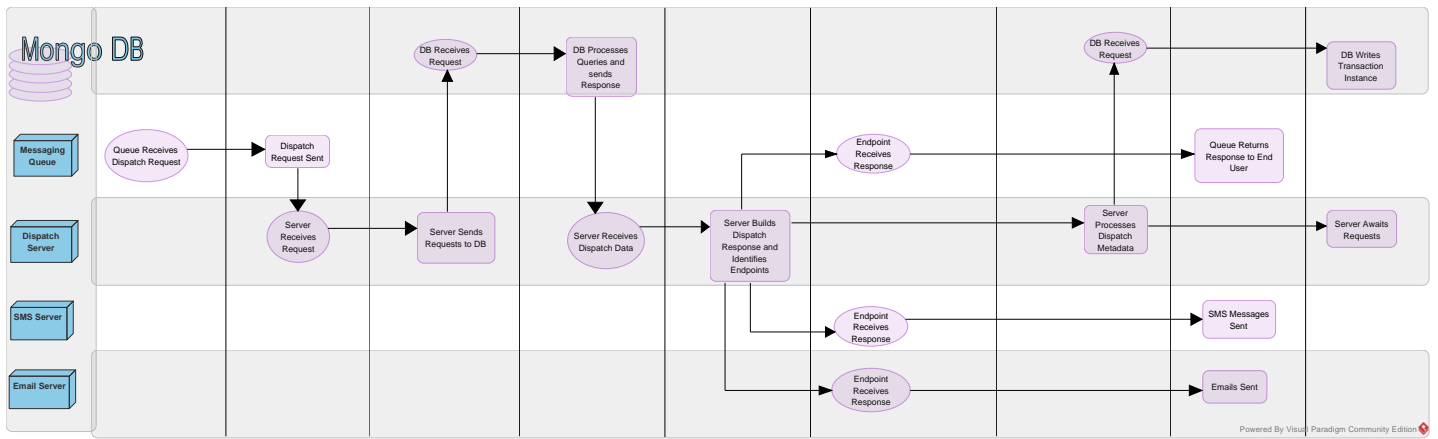 Mongo DB
DB Receives
Request
DB Processes
Queries and
sends
Response
DB Receives
Request
DB Writes
Transaction
Instance
Messaging
Queue
Queue Receives
Dispatch Request
Dispatch
Request Sent
Endpoint
Receives
Response
Queue Returns
Response to End
User
Dispatch
Server
Server
Receives
Request
Server Sends
Requests to DB
Server Receives
Dispatch Data
Server Builds
Dispatch
Response and
Identifies
Endpoints
Server
Processes
Dispatch
Metadata
Server Awaits
Requests
SMS Server
Endpoint
Receives
Response
SMS Messages
Sent
Email Server
Endpoint
Receives
Response
Emails Sent
Powered By Visual Paradigm Community Edition